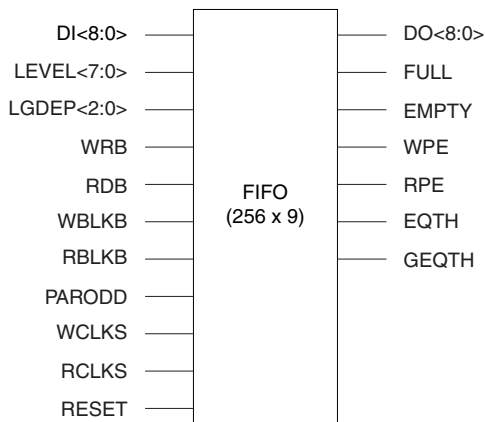 DI<8:0>
LEVEL<7:0>
LGDEP<2:0>
WRB
RDB
WBLKB
RBLKB
PARODD
WCLKS
RCLKS
RESET
FIFO
(256 x 9)
DO<8:0>
FULL
EMPTY
WPE
RPE
EQTH
GEQTH